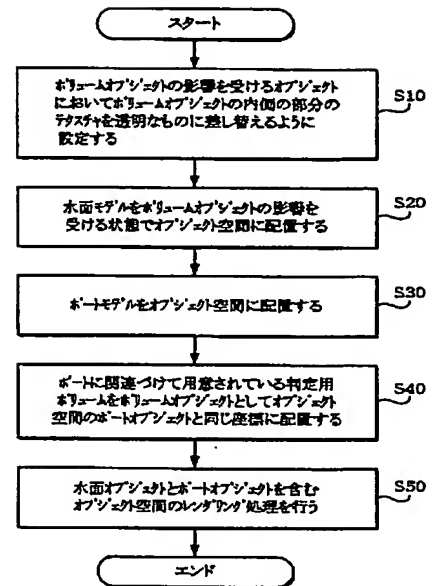 スタート
ボリュームオブジェクトの影響を受けるオブジェクト
においてボリュームオブジェクトの内側の部分の
テクスチャを透明なものに差し替えるように
設定する
S10
水面モデルをボリュームオブジェクトの影響を
受ける状態でオブジェクト空間に配置する
S20
ボートモデルをオブジェクト空間に配置する
S30
ボートに関連づけて用意されている判定用
ボリュームをボリュームオブジェクトとしてオブジェクト
空間のボートオブジェクトと同じ座標に配置する
S40
水面オブジェクトとボートオブジェクトを含む
オブジェクト空間のレンダリング処理を行う
S50
エンド